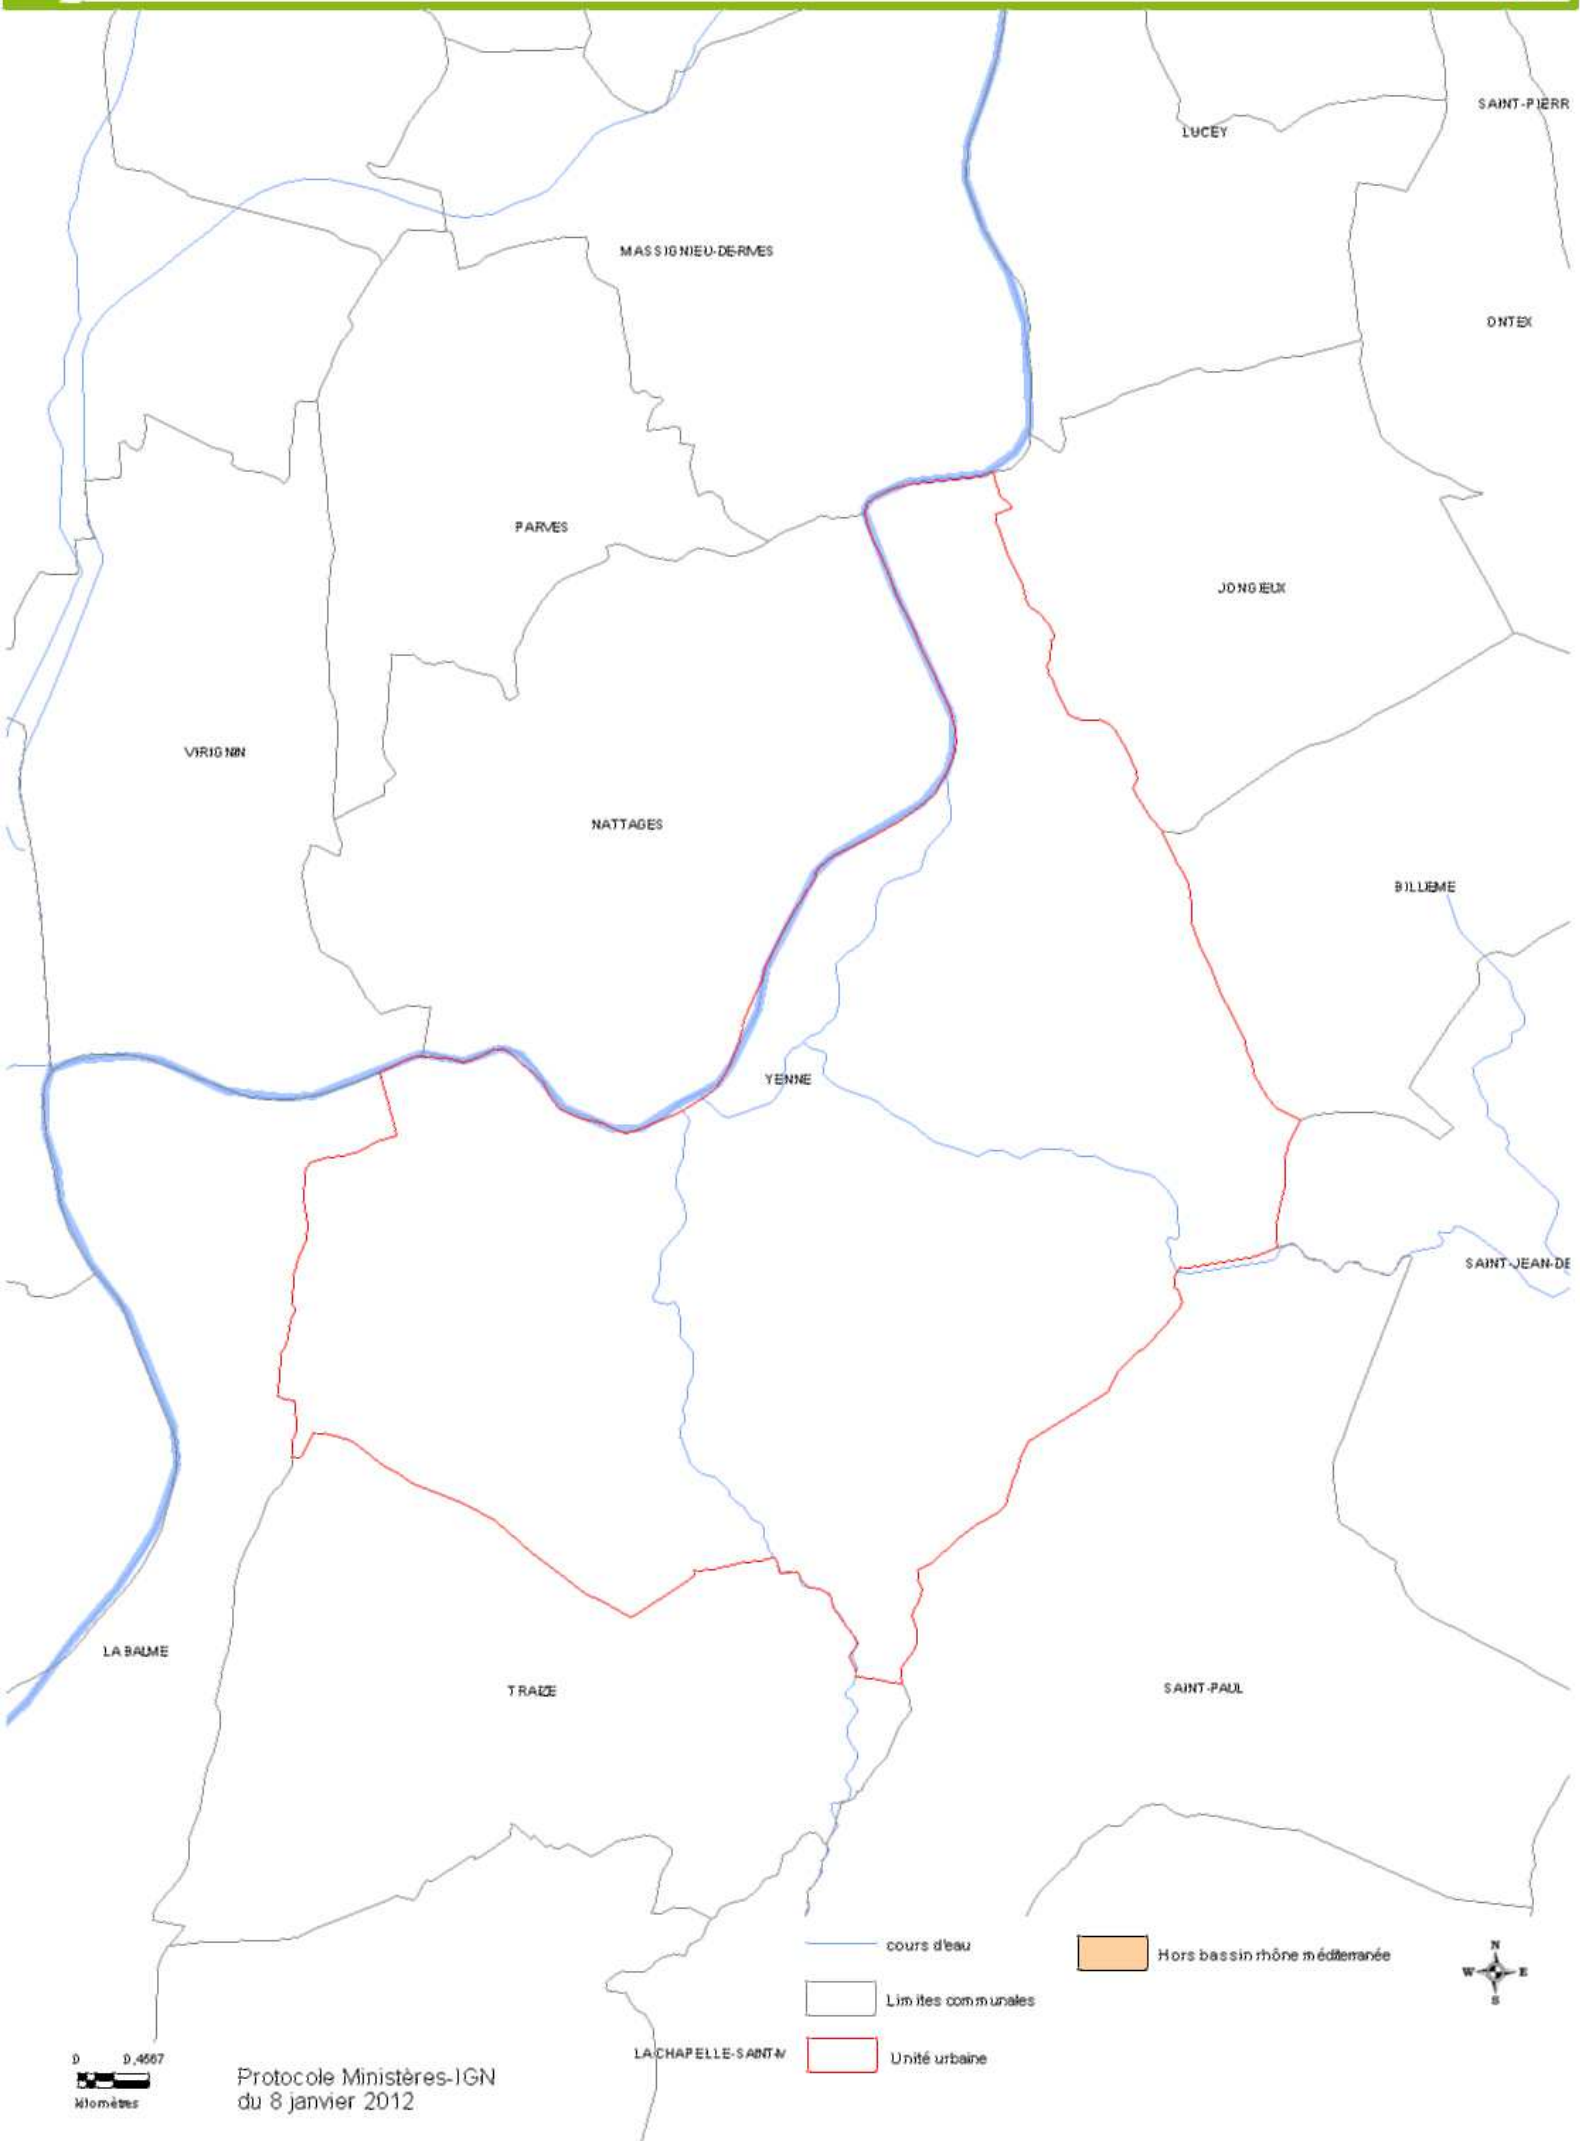 SAINT-PIERR
LUCEY
MASSIGNIEU-DE-RIVES
ONTEX
PARVES
JONGIEUX
VIRIGNIN
NATTAGES
BILLIEME
YENNE
SAINT-JEAN-DE
LA BALME
TRAIZE
SAINT-PAUL
cours d'eau
Hors bassin rhône méditerranée
N
W E
S
Limites communales
LA CHAPELLE-SAINT-M
Unité urbaine
0 0,4567
kilomètres
Protocole Ministères-IGN
du 8 janvier 2012